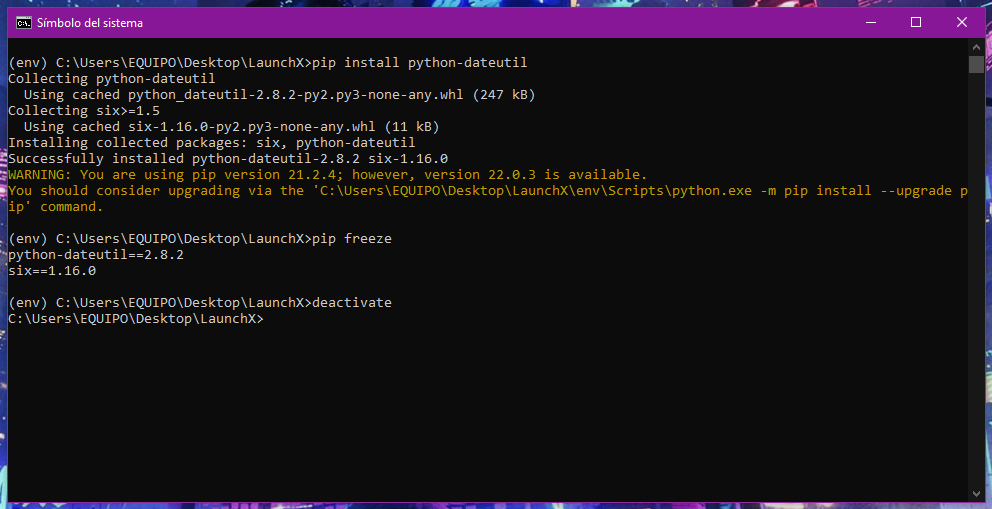 Símbolo del sistema
(env) C:\Users\EQUIPO\Desktop\LaunchX>pip install python-dateutil
Collecting python-dateutil
  Using cached python_dateutil-2.8.2-py2.py3-none-any.whl (247 kB)
Collecting six>=1.5
  Using cached six-1.16.0-py2.py3-none-any.whl (11 kB)
Installing collected packages: six, python-dateutil
Successfully installed python-dateutil-2.8.2 six-1.16.0
WARNING: You are using pip version 21.2.4; however, version 22.0.3 is available.
You should consider upgrading via the 'C:\Users\EQUIPO\Desktop\LaunchX\env\Scripts\python.exe -m pip install --upgrade p
ip' command.
(env) C:\Users\EQUIPO\Desktop\LaunchX>pip freeze
python-dateutil==2.8.2
six==1.16.0
(env) C:\Users\EQUIPO\Desktop\LaunchX>deactivate
C:\Users\EQUIPO\Desktop\LaunchX>